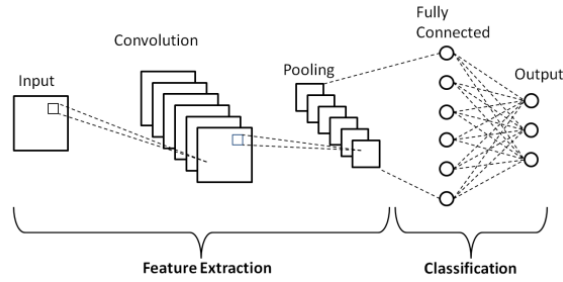 Fully
Connected
Convolution
Pooling
Input
Output
Feature Extraction
Classification